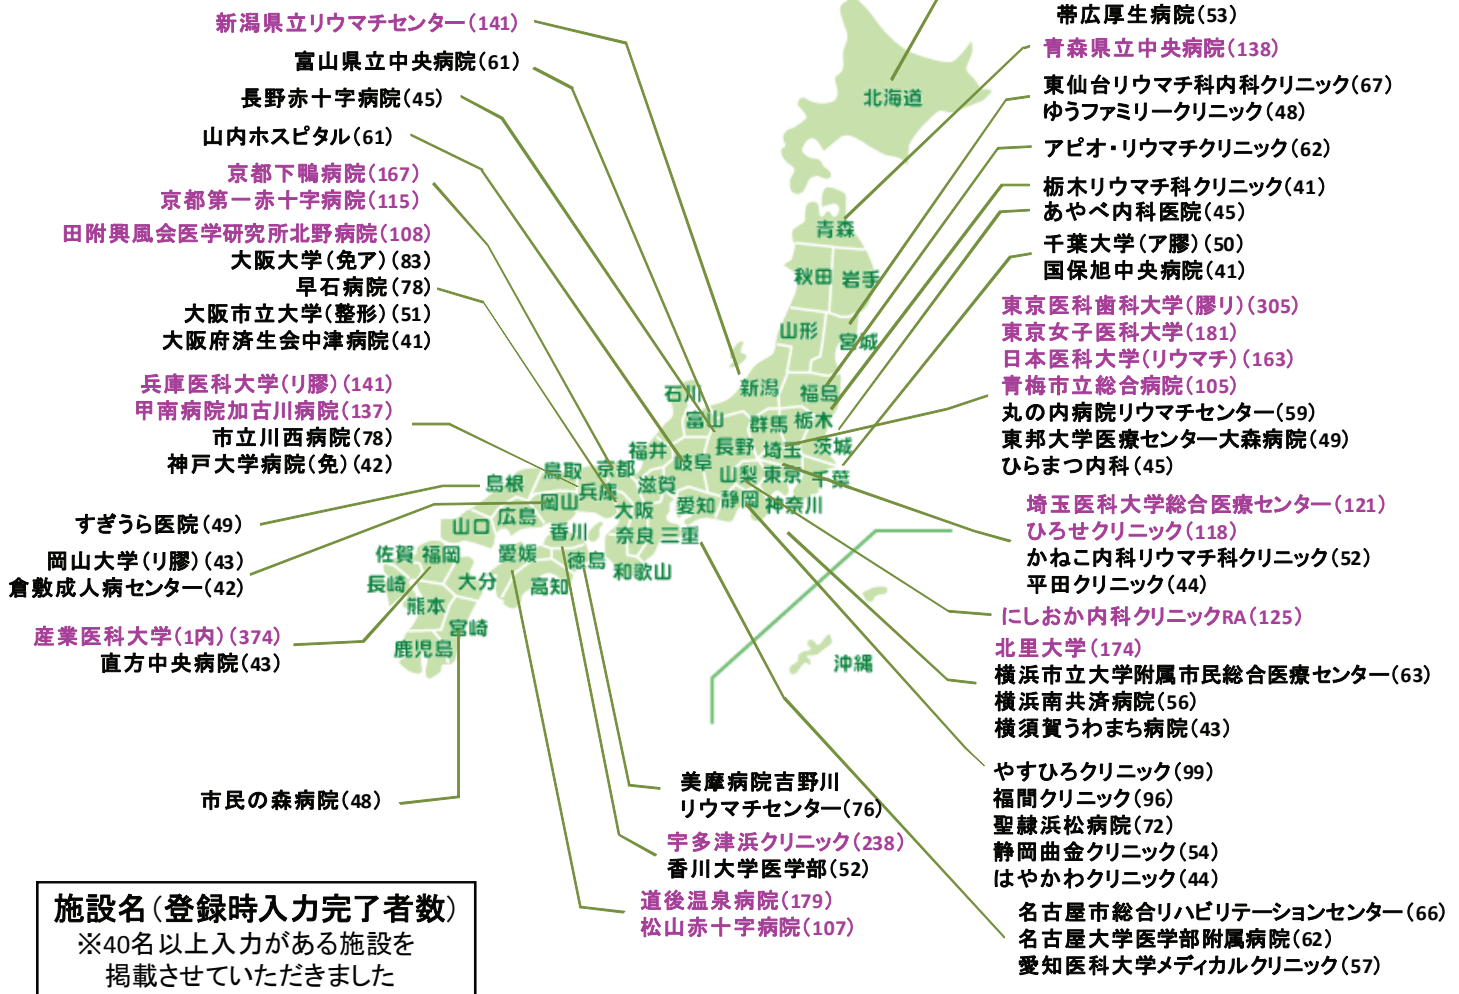 新潟県立リウマチセンター(141)
富山県立中央病院(61)
長野赤十字病院(45)
山内ホスピタル(61)
京都下鴨病院(167)
京都第一赤十字病院(115)
田附興風会医学研究所北野病院(108)
大阪大学(免ア)(83)
早石病院(78)
大阪市立大学(整形)(51)
大阪府済生会中津病院(41)
兵庫医科大学(リ膠)(141)
甲南病院加古川病院(137)
市立川西病院(78)
神戸大学病院(免)(42)
すぎうら医院(49)
岡山大学(リ膠)(43)
倉敷成人病センター(42)
産業医科大学(1内)(374)
直方中央病院(43)
市民の森病院(48)
施設名(登録時入力完了者数)
※40名以上入力がある施設を
掲載させていただきました
北海道
青森
秋田 岩手
山形 宮城
石川 新潟 福島
富山 群馬 栃木
福井 岐阜 長野 埼玉 茨城
島根 鳥取 京都 滋賀 山梨 東京 千葉
岡山 兵庫 大阪 愛知 静岡 神奈川
山口 広島 香川 奈良 三重
佐賀 福岡 愛媛 徳島 和歌山
長崎 大分 高知
熊本
宮崎
鹿児島
沖縄
帯広厚生病院(53)
青森県立中央病院(138)
東仙台リウマチ科内科クリニック(67)
ゆうファミリークリニック(48)
アピオ・リウマチクリニック(62)
栃木リウマチ科クリニック(41)
あやべ内科医院(45)
千葉大学(ア膠)(50)
国保旭中央病院(41)
東京医科歯科大学(膠リ)(305)
東京女子医科大学(181)
日本医科大学(リウマチ)(163)
青梅市立総合病院(105)
丸の内病院リウマチセンター(59)
東邦大学医療センター大森病院(49)
ひらまつ内科(45)
埼玉医科大学総合医療センター(121)
ひろせクリニック(118)
かねこ内科リウマチ科クリニック(52)
平田クリニック(44)
にしおか内科クリニックRA(125)
北里大学(174)
横浜市立大学附属市民総合医療センター(63)
横浜南共済病院(56)
横須賀うわまち病院(43)
やすひろクリニック(99)
福間クリニック(96)
聖隷浜松病院(72)
静岡曲金クリニック(54)
はやかわクリニック(44)
名古屋市総合リハビリテーションセンター(66)
名古屋大学医学部附属病院(62)
愛知医科大学メディカルクリニック(57)
美摩病院吉野川
リウマチセンター(76)
宇多津浜クリニック(238)
香川大学医学部(52)
道後温泉病院(179)
松山赤十字病院(107)